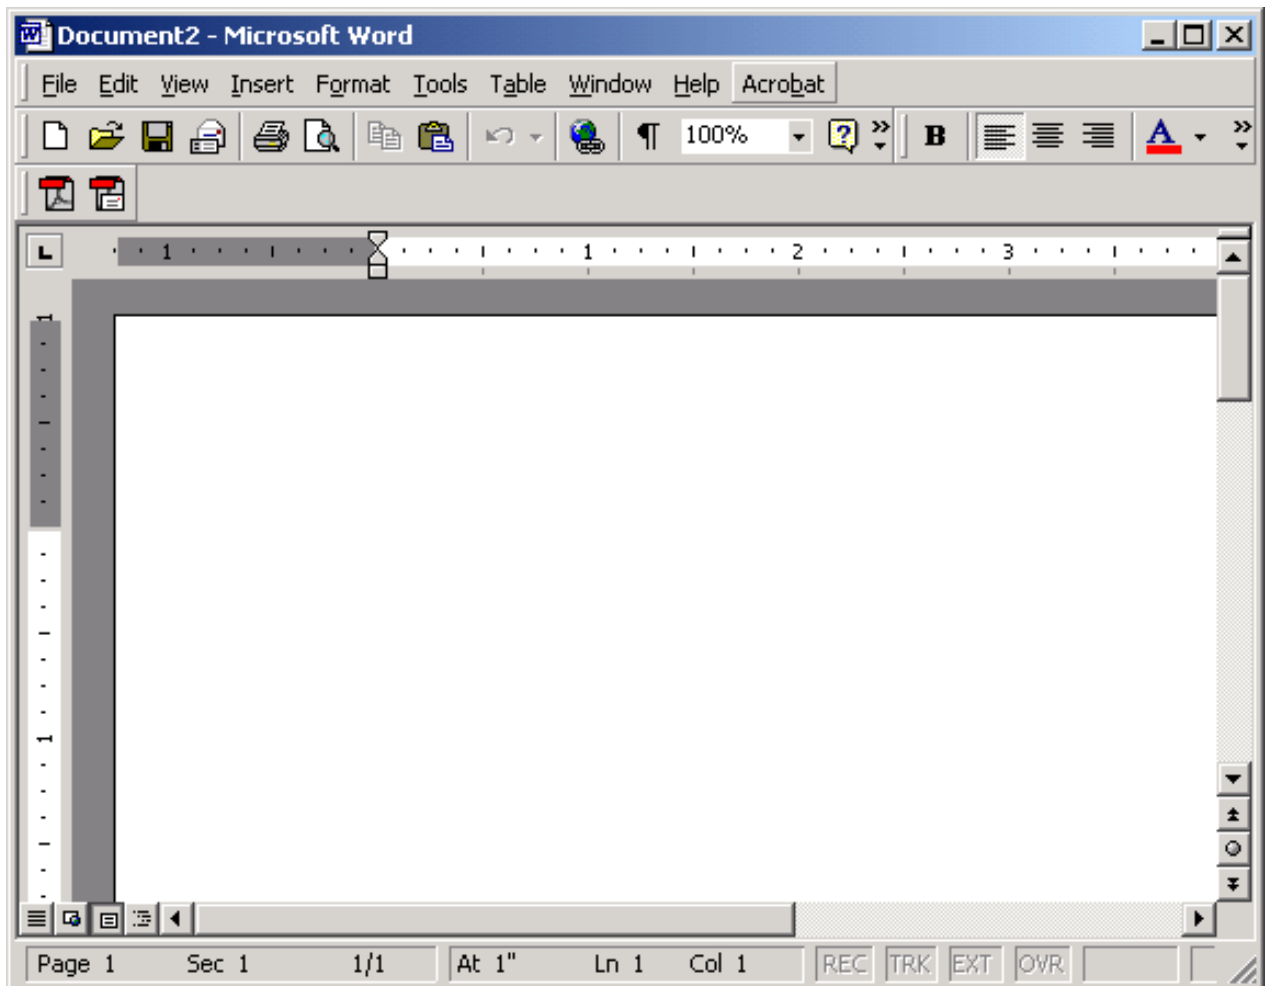 Document2 - Microsoft Word
File Edit View Insert Format Tools Table Window Help Acrobat
100% B A
1 1 2 3
1
1
Page 1 Sec 1 1/1 At 1" Ln 1 Col 1 REC TRK EXT OVR